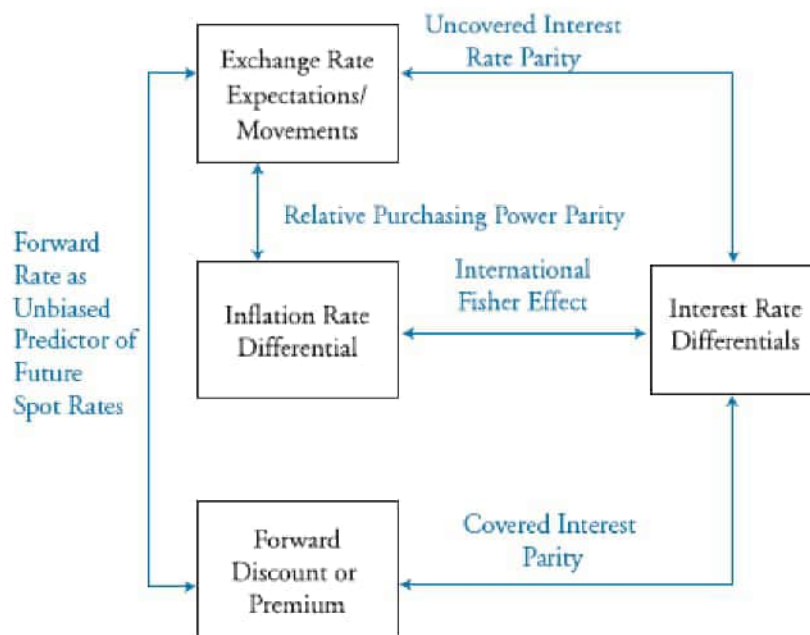 Uncovered Interest
Rate Parity
Exchange Rate
Expectations/
Movements
Relative Purchasing Power Parity
Forward
Rate as
Unbiased
Predictor of
Future
Spot Rates
International
Fisher Effect
Inflation Rate
Differential
Interest Rate
Differentials
Covered Interest
Parity
Forward
Discount or
Premium